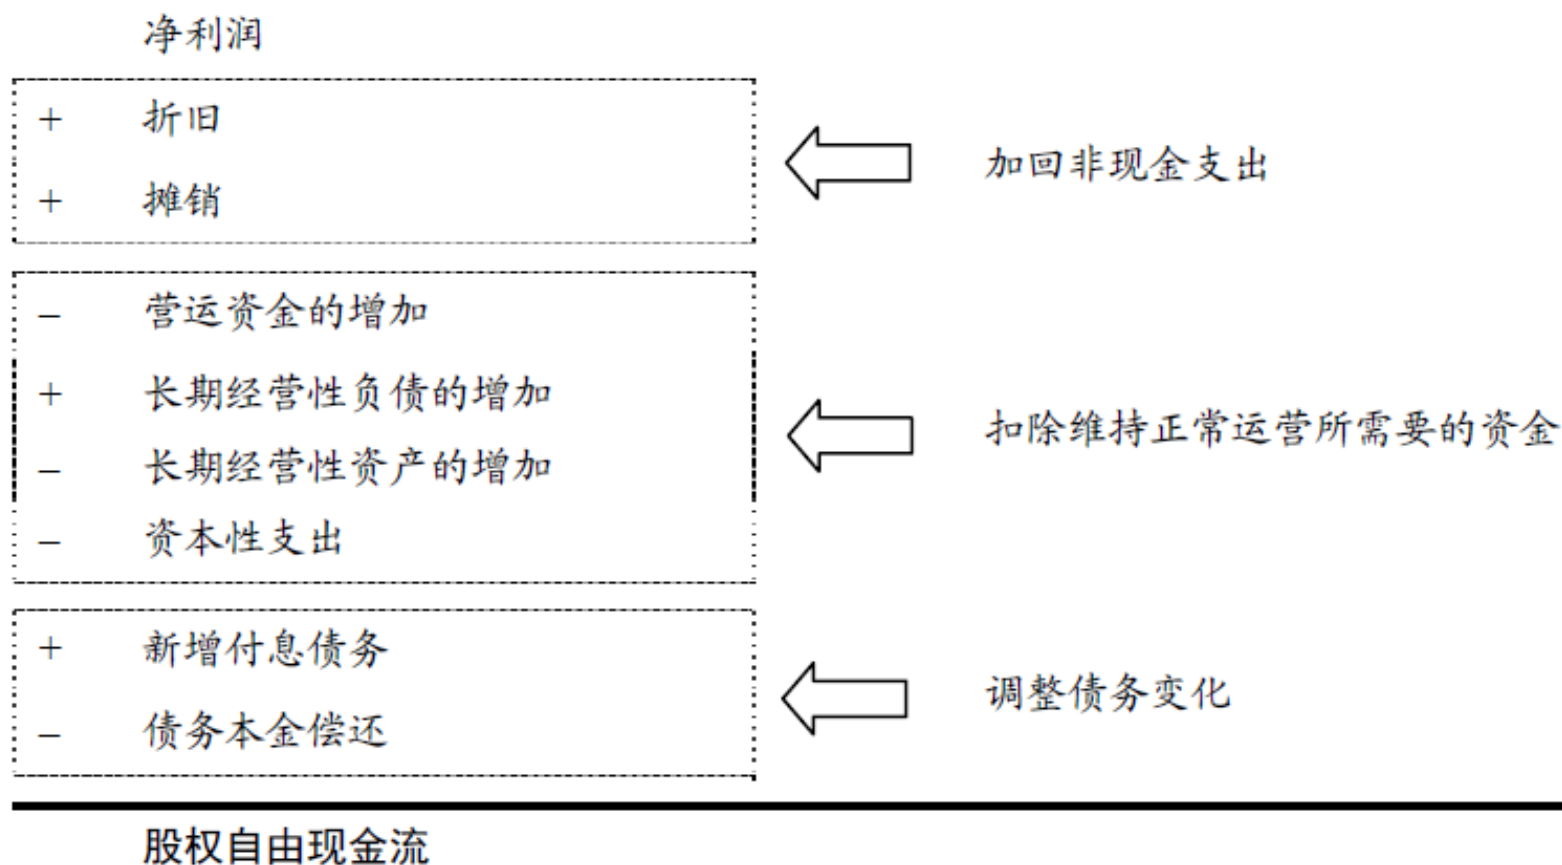 净利润
+ 折旧
+ 摊销
加回非现金支出
− 营运资金的增加
+ 长期经营性负债的增加
− 长期经营性资产的增加
− 资本性支出
扣除维持正常运营所需要的资金
+ 新增付息债务
− 债务本金偿还
调整债务变化
股权自由现金流